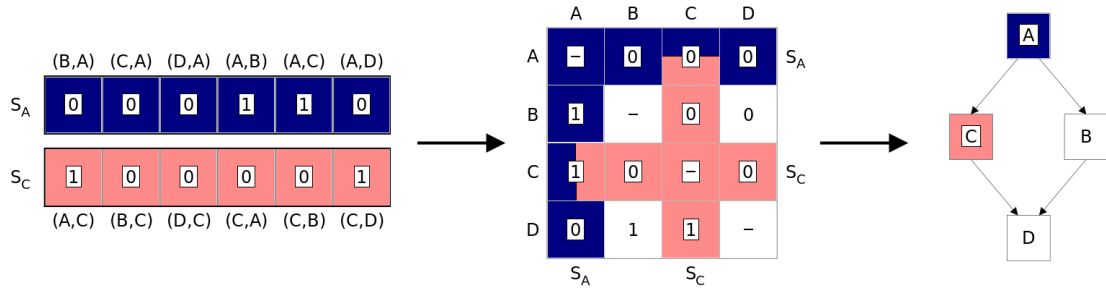 (B,A) (C,A) (D,A) (A,B) (A,C) (A,D)
S_A 0 0 0 1 1 0
S_C 1 0 0 0 0 1
(A,C) (B,C) (D,C) (C,A) (C,B) (C,D)
A B C D
A – 0 0 0 S_A
B 1 – 0 0
C 1 0 – 0 S_C
D 0 1 1 –
S_A S_C
A
C B
D